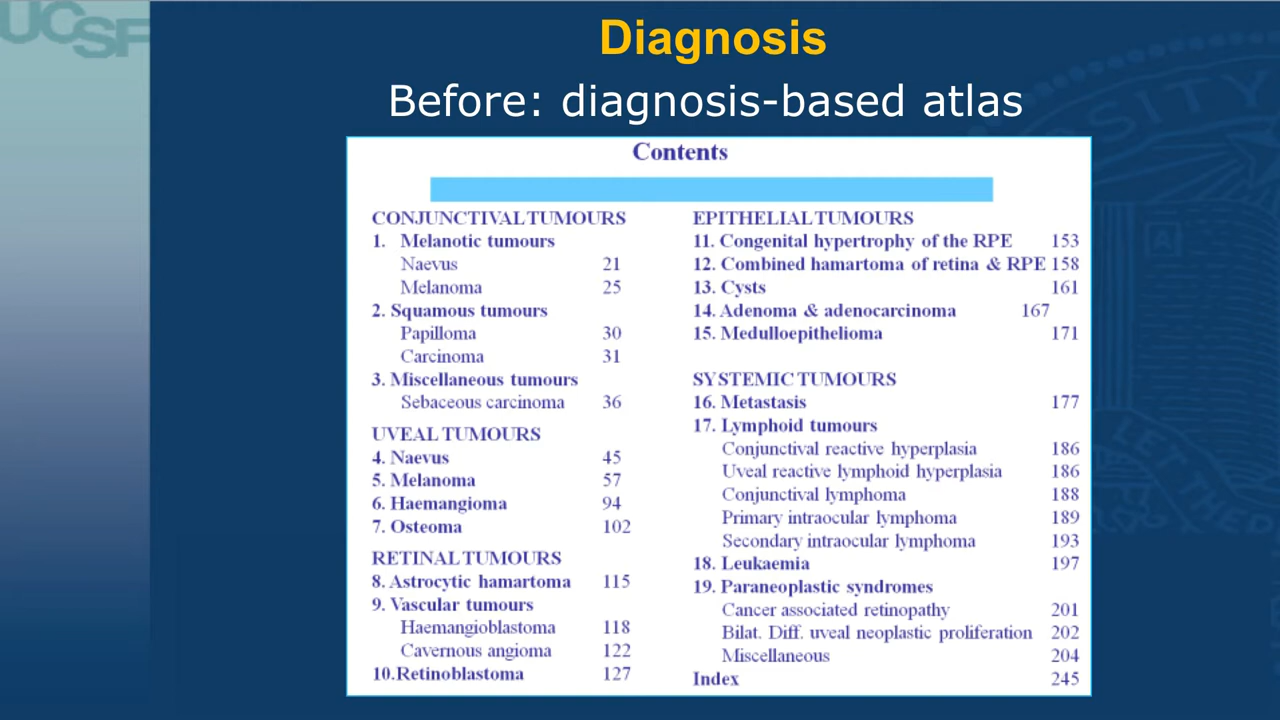 UCSF
Diagnosis
Before: diagnosis-based atlas
Contents
CONJUNCTIVAL TUMOURS
1. Melanotic tumours
Naevus 21
Melanoma 25
2. Squamous tumours
Papilloma 30
Carcinoma 31
3. Miscellaneous tumours
Sebaceous carcinoma 36
UVEAL TUMOURS
4. Naevus 45
5. Melanoma 57
6. Haemangioma 94
7. Osteoma 102
RETINAL TUMOURS
8. Astrocytic hamartoma 115
9. Vascular tumours
Haemangioblastoma 118
Cavernous angioma 122
10.Retinoblastoma 127
EPITHELIAL TUMOURS
11. Congenital hypertrophy of the RPE 153
12. Combined hamartoma of retina & RPE 158
13. Cysts 161
14. Adenoma & adenocarcinoma 167
15. Medulloepithelioma 171
SYSTEMIC TUMOURS
16. Metastasis 177
17. Lymphoid tumours
Conjunctival reactive hyperplasia 186
Uveal reactive lymphoid hyperplasia 186
Conjunctival lymphoma 188
Primary intraocular lymphoma 189
Secondary intraocular lymphoma 193
18. Leukaemia 197
19. Paraneoplastic syndromes
Cancer associated retinopathy 201
Bilat. Diff. uveal neoplastic proliferation 202
Miscellaneous 204
Index 245